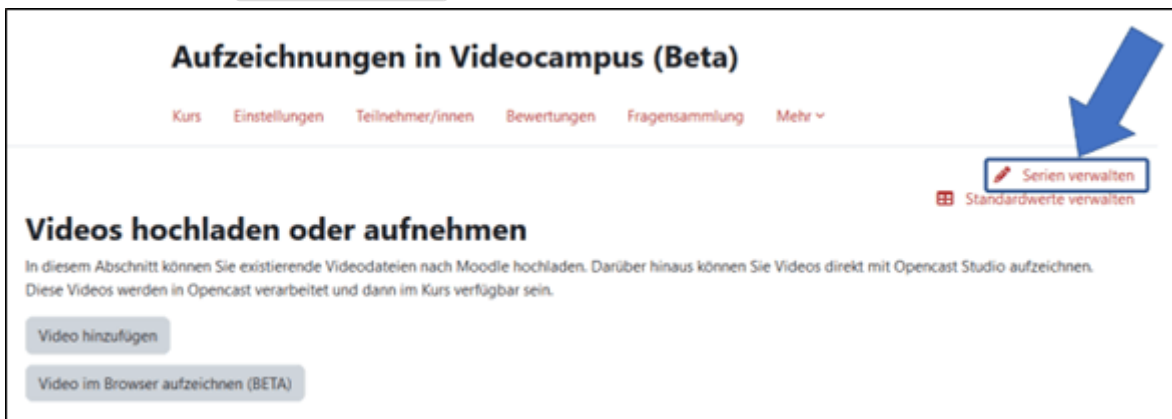 Aufzeichnungen in Videocampus (Beta)
Kurs Einstellungen Teilnehmer/innen Bewertungen Fragensammlung Mehr
Serien verwalten
Standardwerte verwalten
Videos hochladen oder aufnehmen
In diesem Abschnitt können Sie existierende Videodateien nach Moodle hochladen. Darüber hinaus können Sie Videos direkt mit Opencast Studio aufzeichnen.
Diese Videos werden in Opencast verarbeitet und dann im Kurs verfügbar sein.
Video hinzufügen
Video im Browser aufzeichnen (BETA)